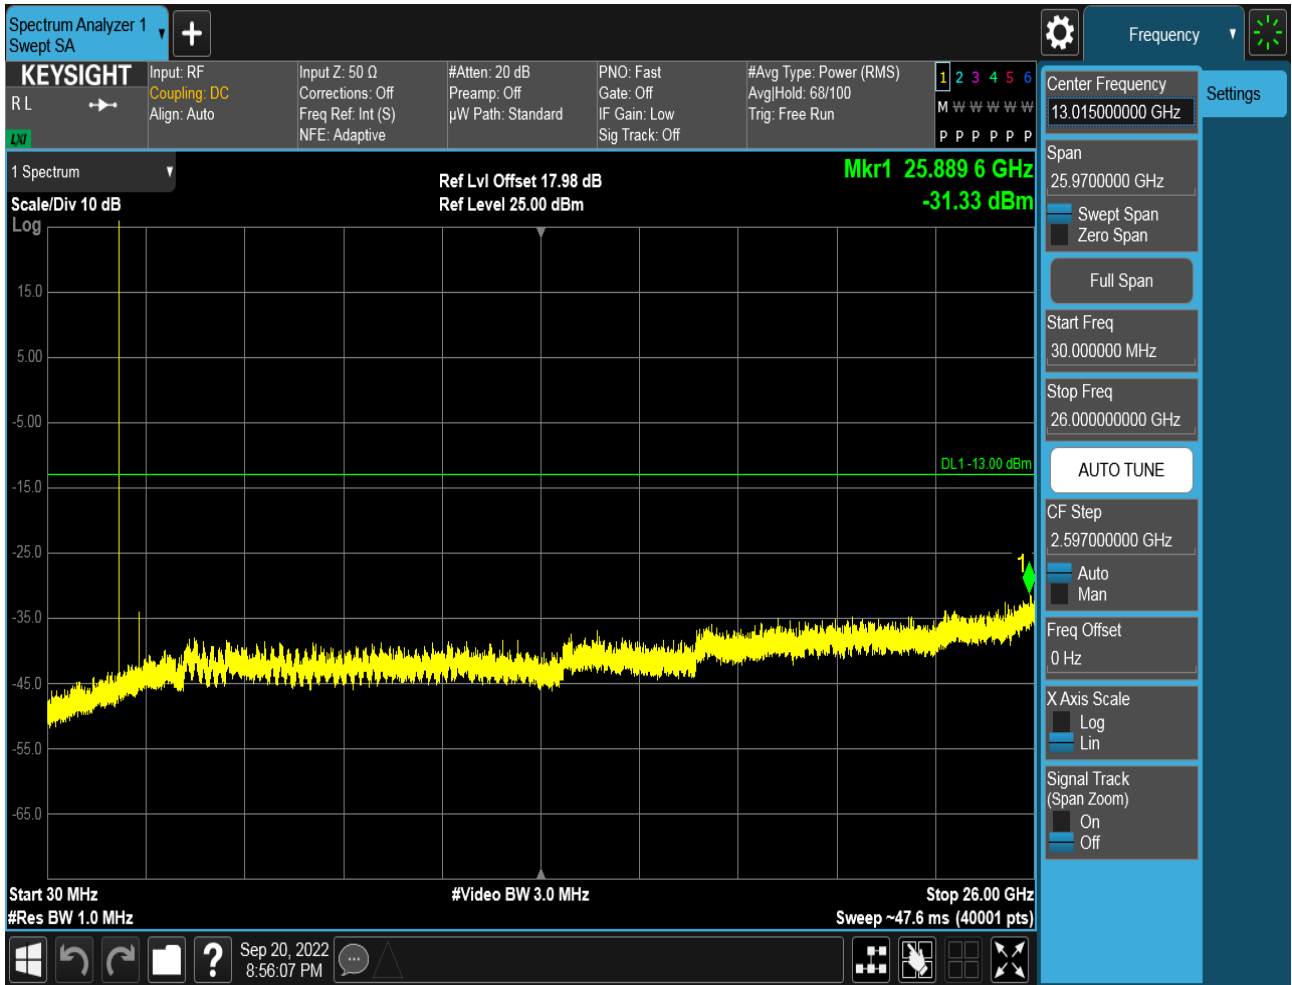 Spectrum Analyzer 1
Swept SA
Frequency
KEYSIGHT
R L
LXI
Input: RF
Coupling: DC
Align: Auto
Input Z: 50 Ω
Corrections: Off
Freq Ref: Int (S)
NFE: Adaptive
#Atten: 20 dB
Preamp: Off
µW Path: Standard
PNO: Fast
Gate: Off
IF Gain: Low
Sig Track: Off
#Avg Type: Power (RMS)
Avg|Hold: 68/100
Trig: Free Run
1 2 3 4 5 6
M W W W W W
P P P P P P
1 Spectrum
Scale/Div 10 dB
Log
Ref Lvl Offset 17.98 dB
Ref Level 25.00 dBm
Mkr1 25.889 6 GHz
-31.33 dBm
15.0
5.00
-5.00
DL1 -13.00 dBm
-15.0
-25.0
1
-35.0
-45.0
-55.0
-65.0
Start 30 MHz
#Res BW 1.0 MHz
#Video BW 3.0 MHz
Stop 26.00 GHz
Sweep ~47.6 ms (40001 pts)
Center Frequency
13.015000000 GHz
Settings
Span
25.9700000 GHz
Swept Span
Zero Span
Full Span
Start Freq
30.000000 MHz
Stop Freq
26.000000000 GHz
AUTO TUNE
CF Step
2.597000000 GHz
Auto
Man
Freq Offset
0 Hz
X Axis Scale
Log
Lin
Signal Track
(Span Zoom)
On
Off
?
Sep 20, 2022
8:56:07 PM